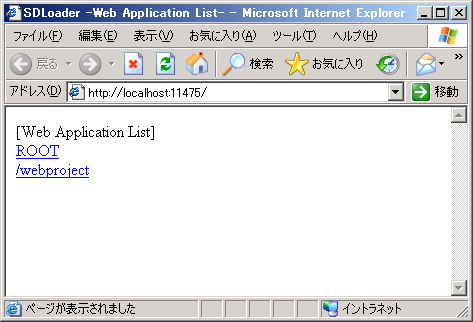 SDLoader -Web Application List- - Microsoft Internet Explorer
ファイル(F) 編集(E) 表示(V) お気に入り(A) ツール(T) ヘルプ(H)
戻る 検索 お気に入り »
アドレス(D) http://localhost:11475/ 移動
[Web Application List]
ROOT
/webproject
ページが表示されました イントラネット